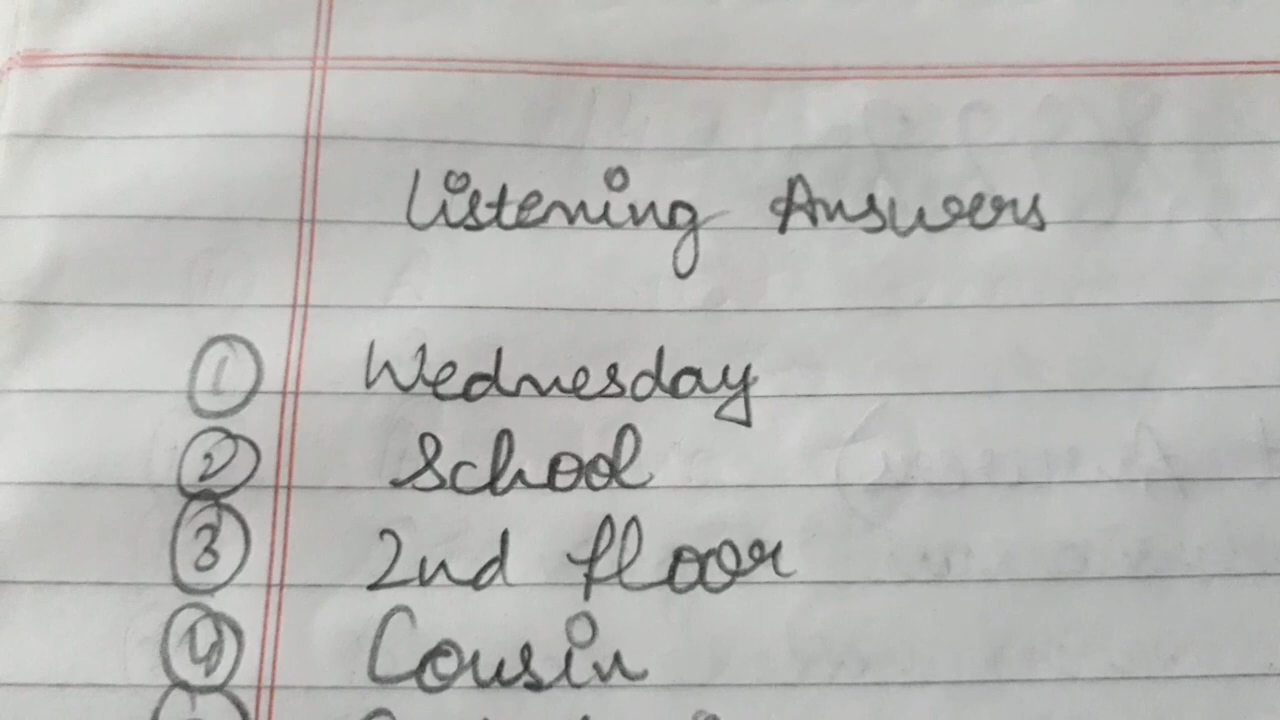 Listening Answers
1 Wednesday
2 School
3 2nd floor
4 Cousin